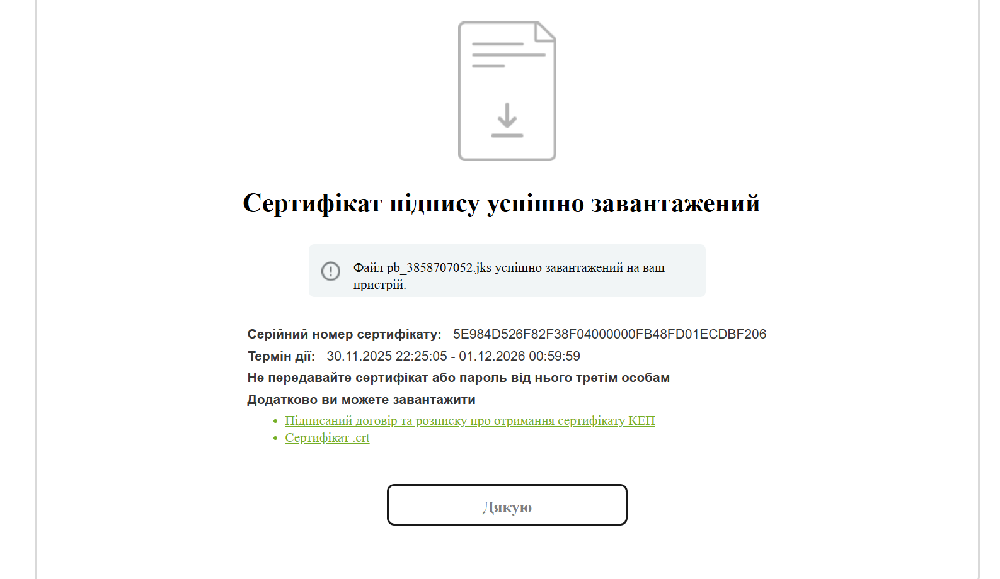 Сертифікат підпису успішно завантажений
Файл pb_3858707052.jks успішно завантажений на ваш
пристрій.
Серійний номер сертифікату: 5E984D526F82F38F04000000FB48FD01ECDBF206
Термін дії: 30.11.2025 22:25:05 - 01.12.2026 00:59:59
Не передавайте сертифікат або пароль від нього третім особам
Додатково ви можете завантажити
Підписаний договір та розписку про отримання сертифікату КЕП
Сертифікат .crt
Дякую